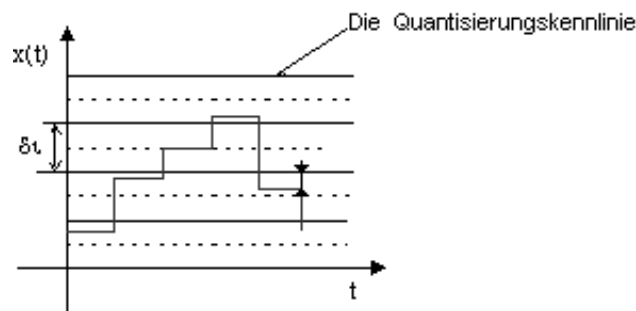 Die Quantisierungskennlinie
x(t)
δι
t